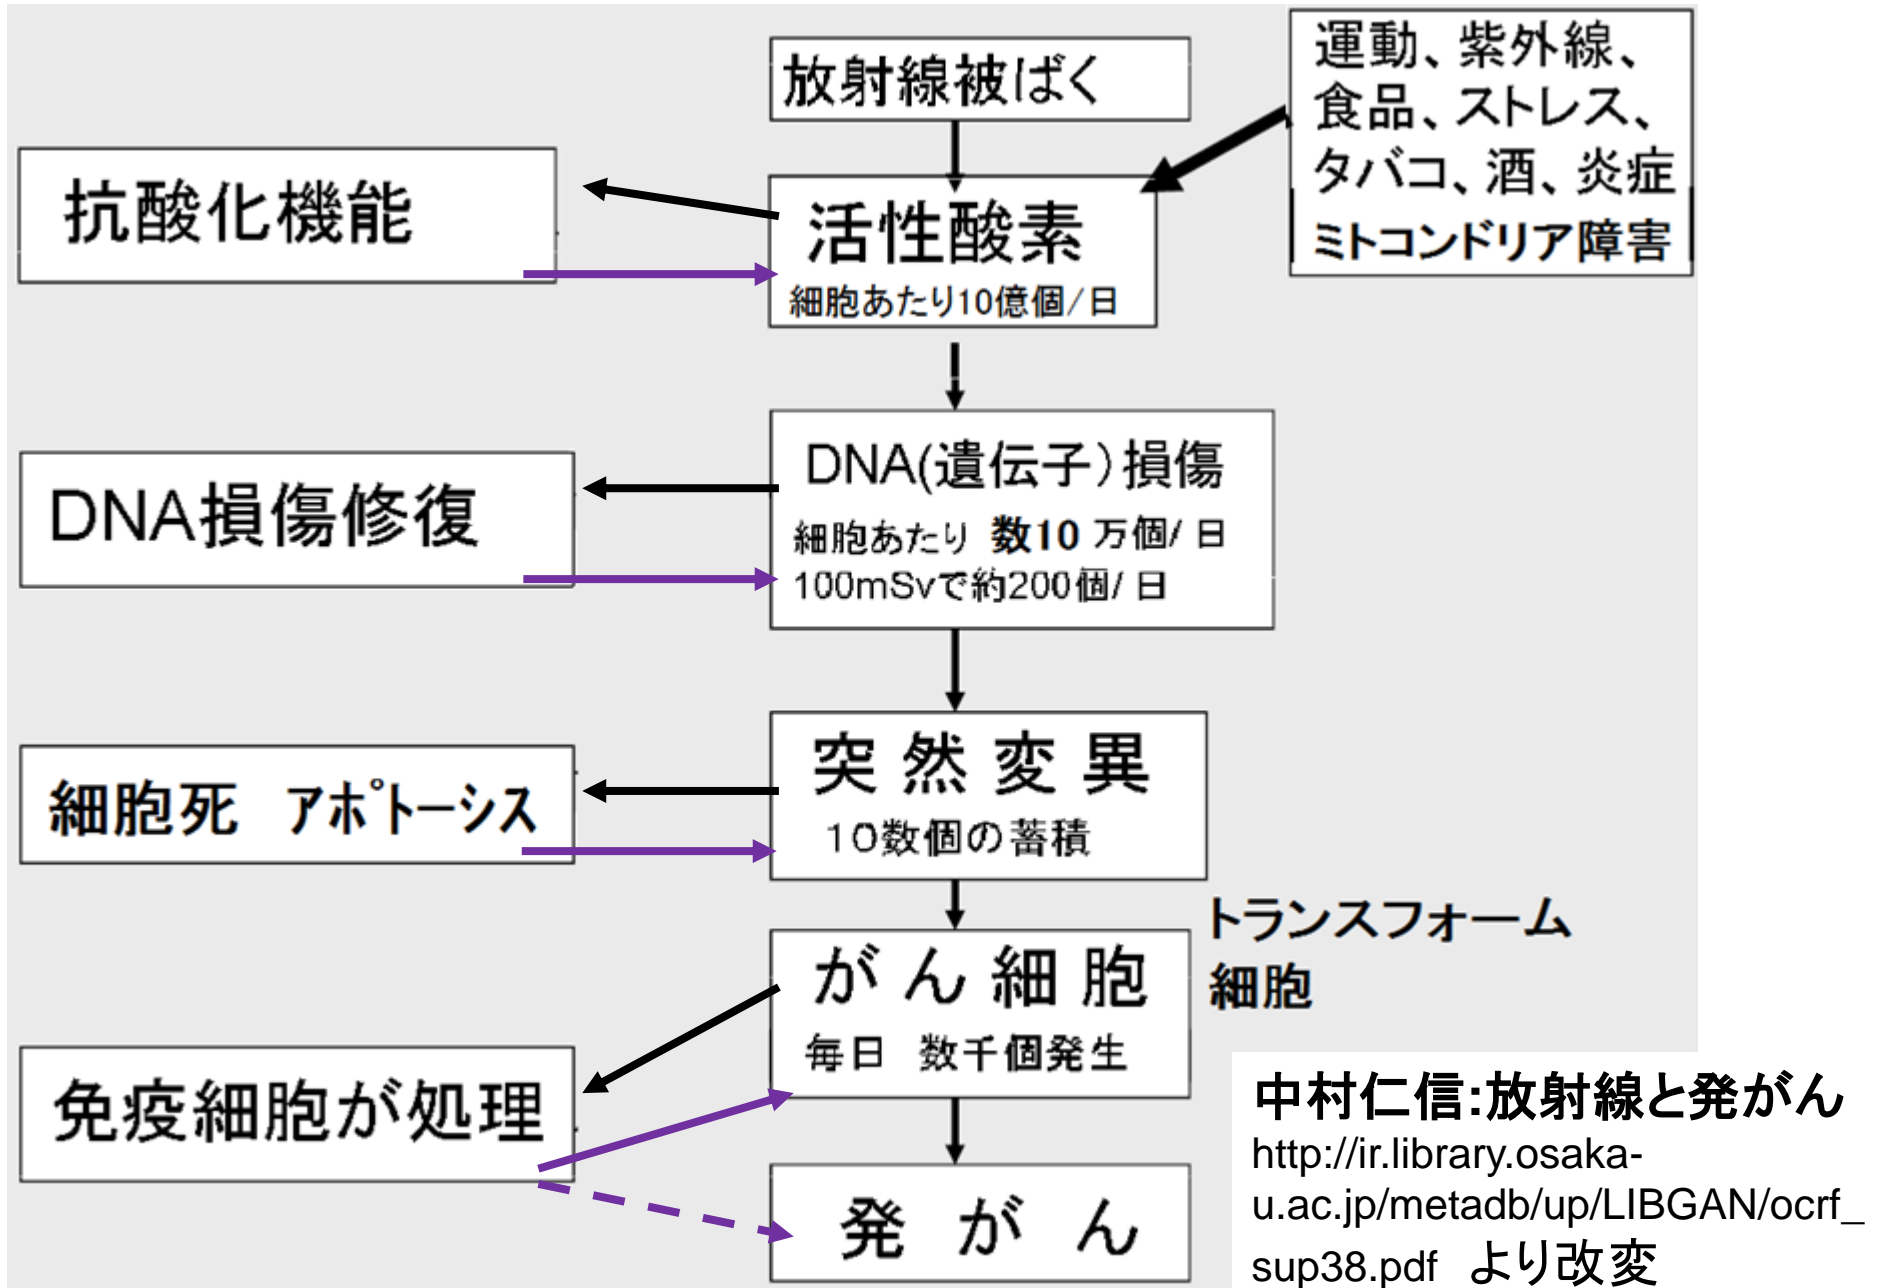 放射線被ばく
運動、紫外線、
食品、ストレス、
タバコ、酒、炎症
ミトコンドリア障害
抗酸化機能
活性酸素
細胞あたり10億個/日
DNA損傷修復
DNA(遺伝子)損傷
細胞あたり 数10 万個/ 日
100mSvで約200個/ 日
細胞死 アポトーシス
突然変異
10数個の蓄積
トランスフォーム
細胞
がん細胞
毎日 数千個発生
免疫細胞が処理
発がん
中村仁信:放射線と発がん
http://ir.library.osaka-
u.ac.jp/metadb/up/LIBGAN/ocrf_
sup38.pdf より改変